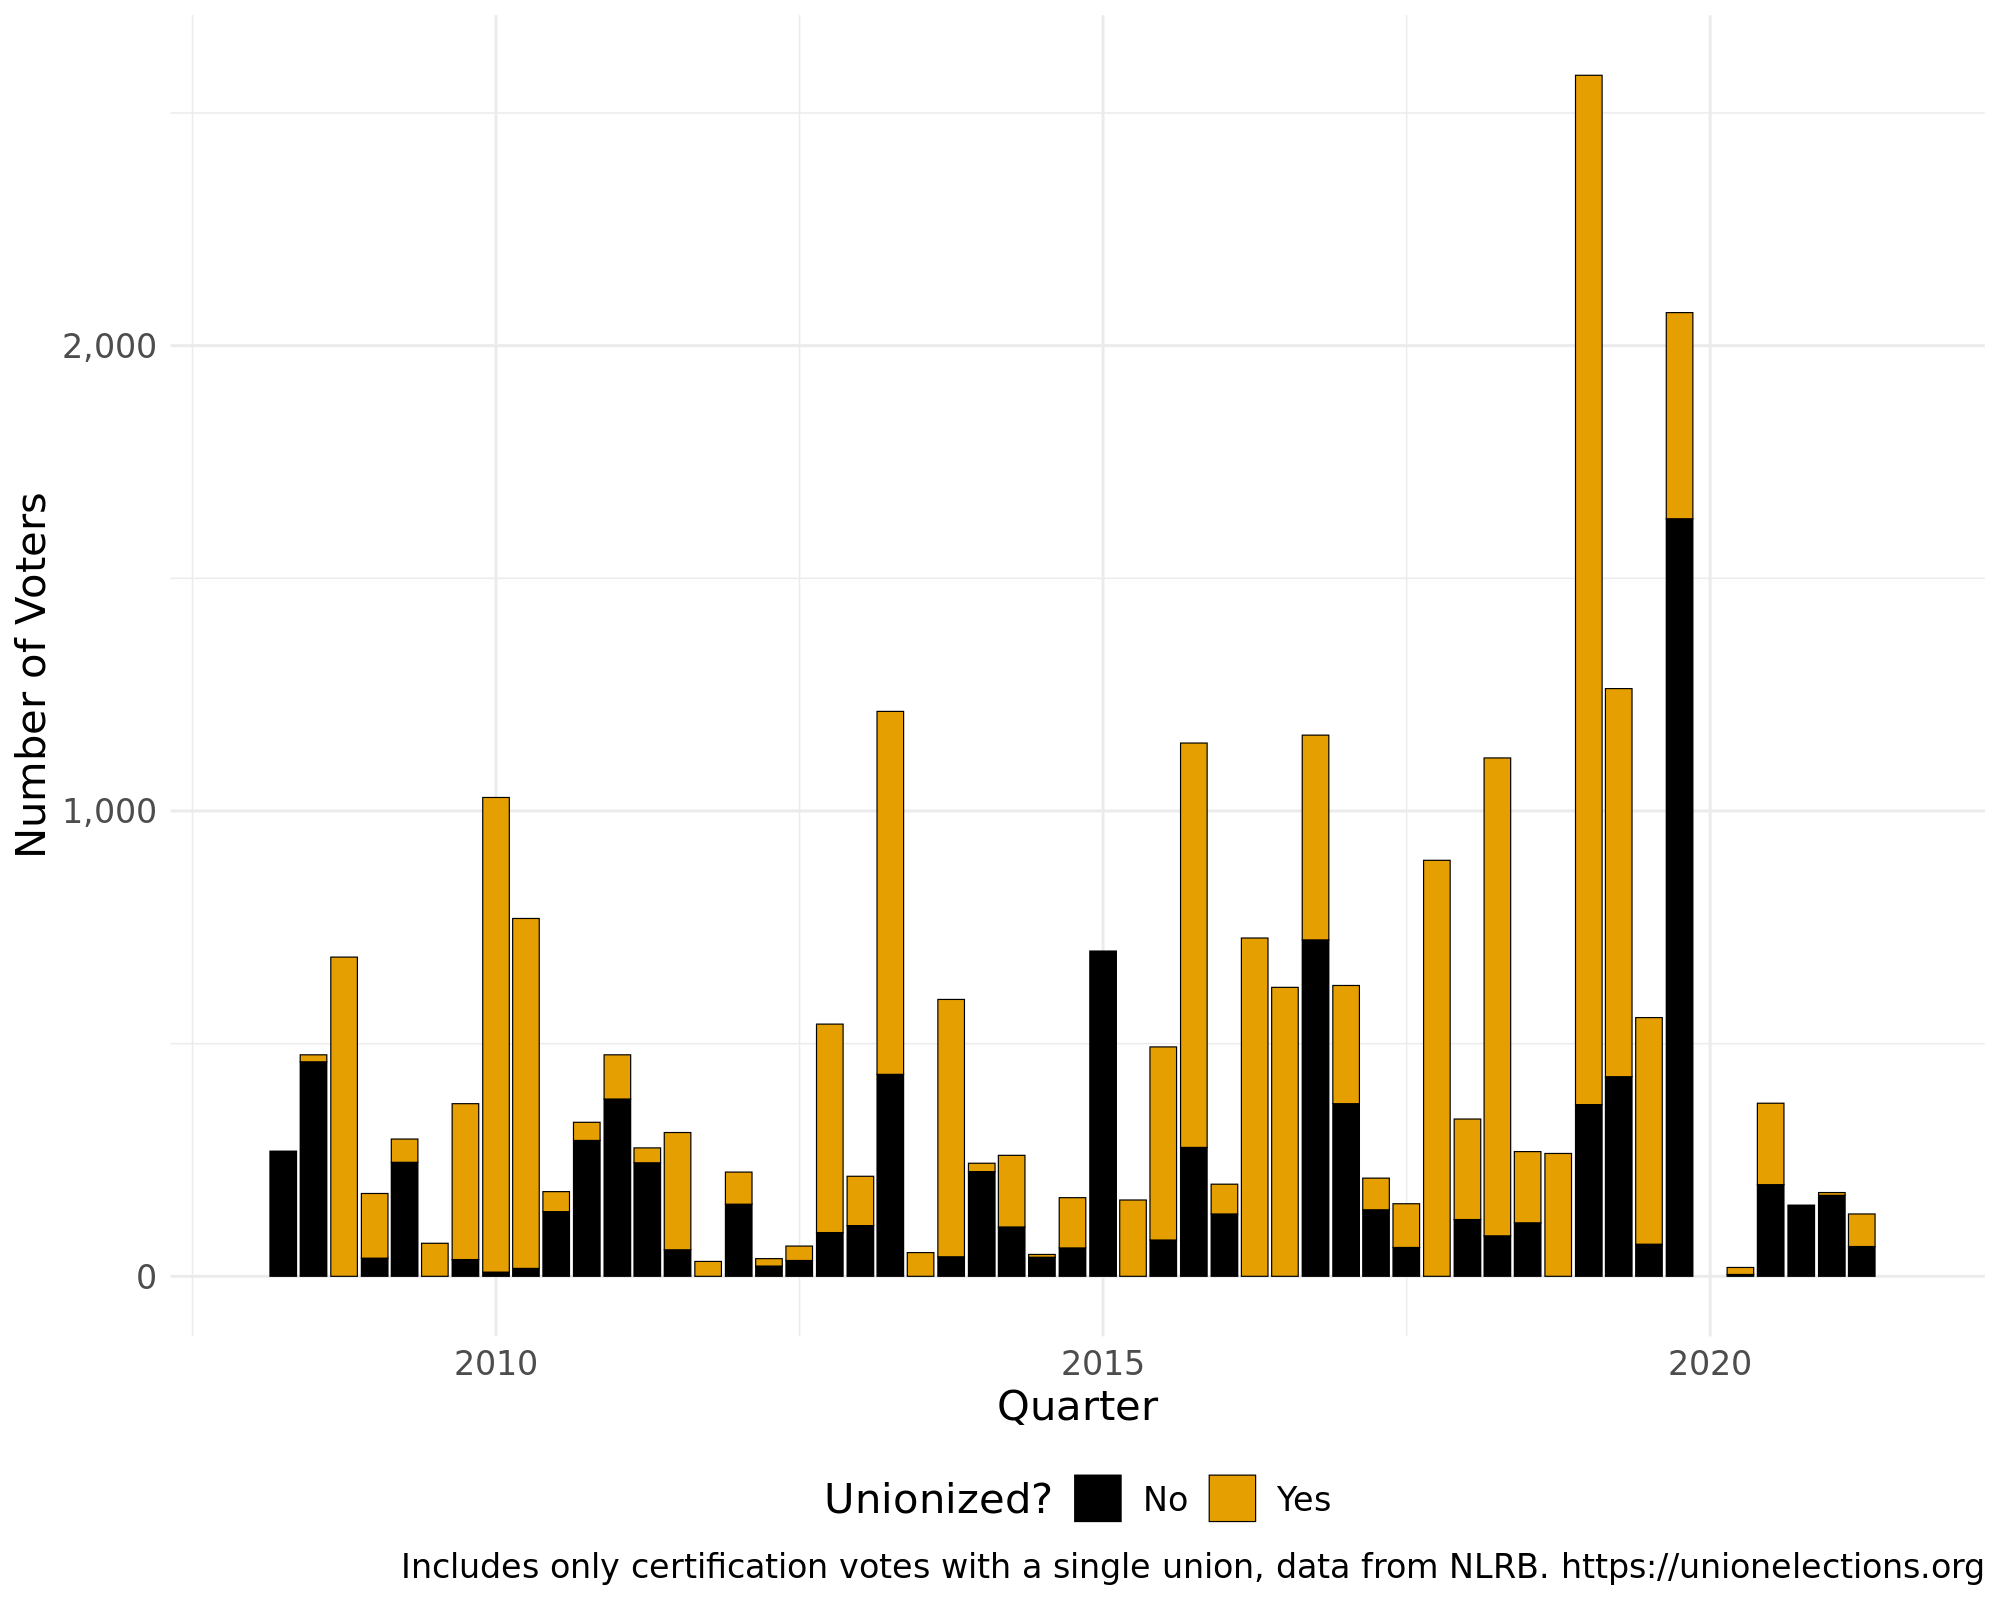 Number of Voters
2,000
1,000
0
2010 2015 2020
Quarter
Unionized? No Yes
Includes only certification votes with a single union, data from NLRB. https://unionelections.org